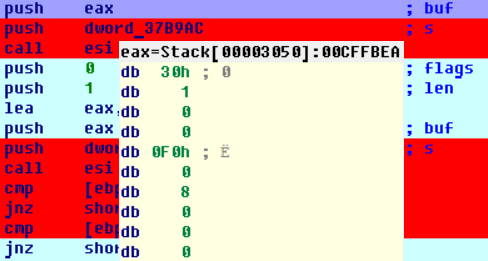 push eax ; buf
push dword_37B9AC ; s
call esi eax=Stack[00003050]:00CFFBEA
push 0 db 30h ; 0 ; flags
push 1 db 1 ; len
lea eax, db 0
push eax db 0 ; buf
push dwo db 0F0h ; Ё ; s
call esi db 0
cmp [eb db 8
jnz sho db 0
cmp [eb db 0
jnz sho db 0